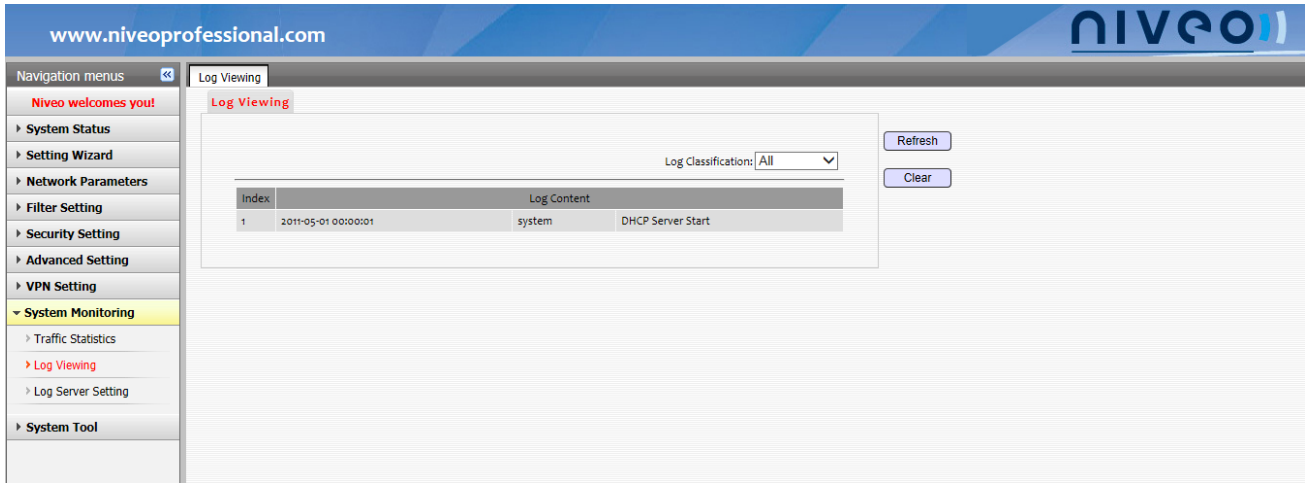 www.niveoprofessional.com
niveo
Navigation menus
Niveo welcomes you!
System Status
Setting Wizard
Network Parameters
Filter Setting
Security Setting
Advanced Setting
VPN Setting
System Monitoring
Traffic Statistics
Log Viewing
Log Server Setting
System Tool
Log Viewing
Log Viewing
Log Classification: All
Refresh
Clear
Index Log Content
1 2011-05-01 00:00:01 system DHCP Server Start